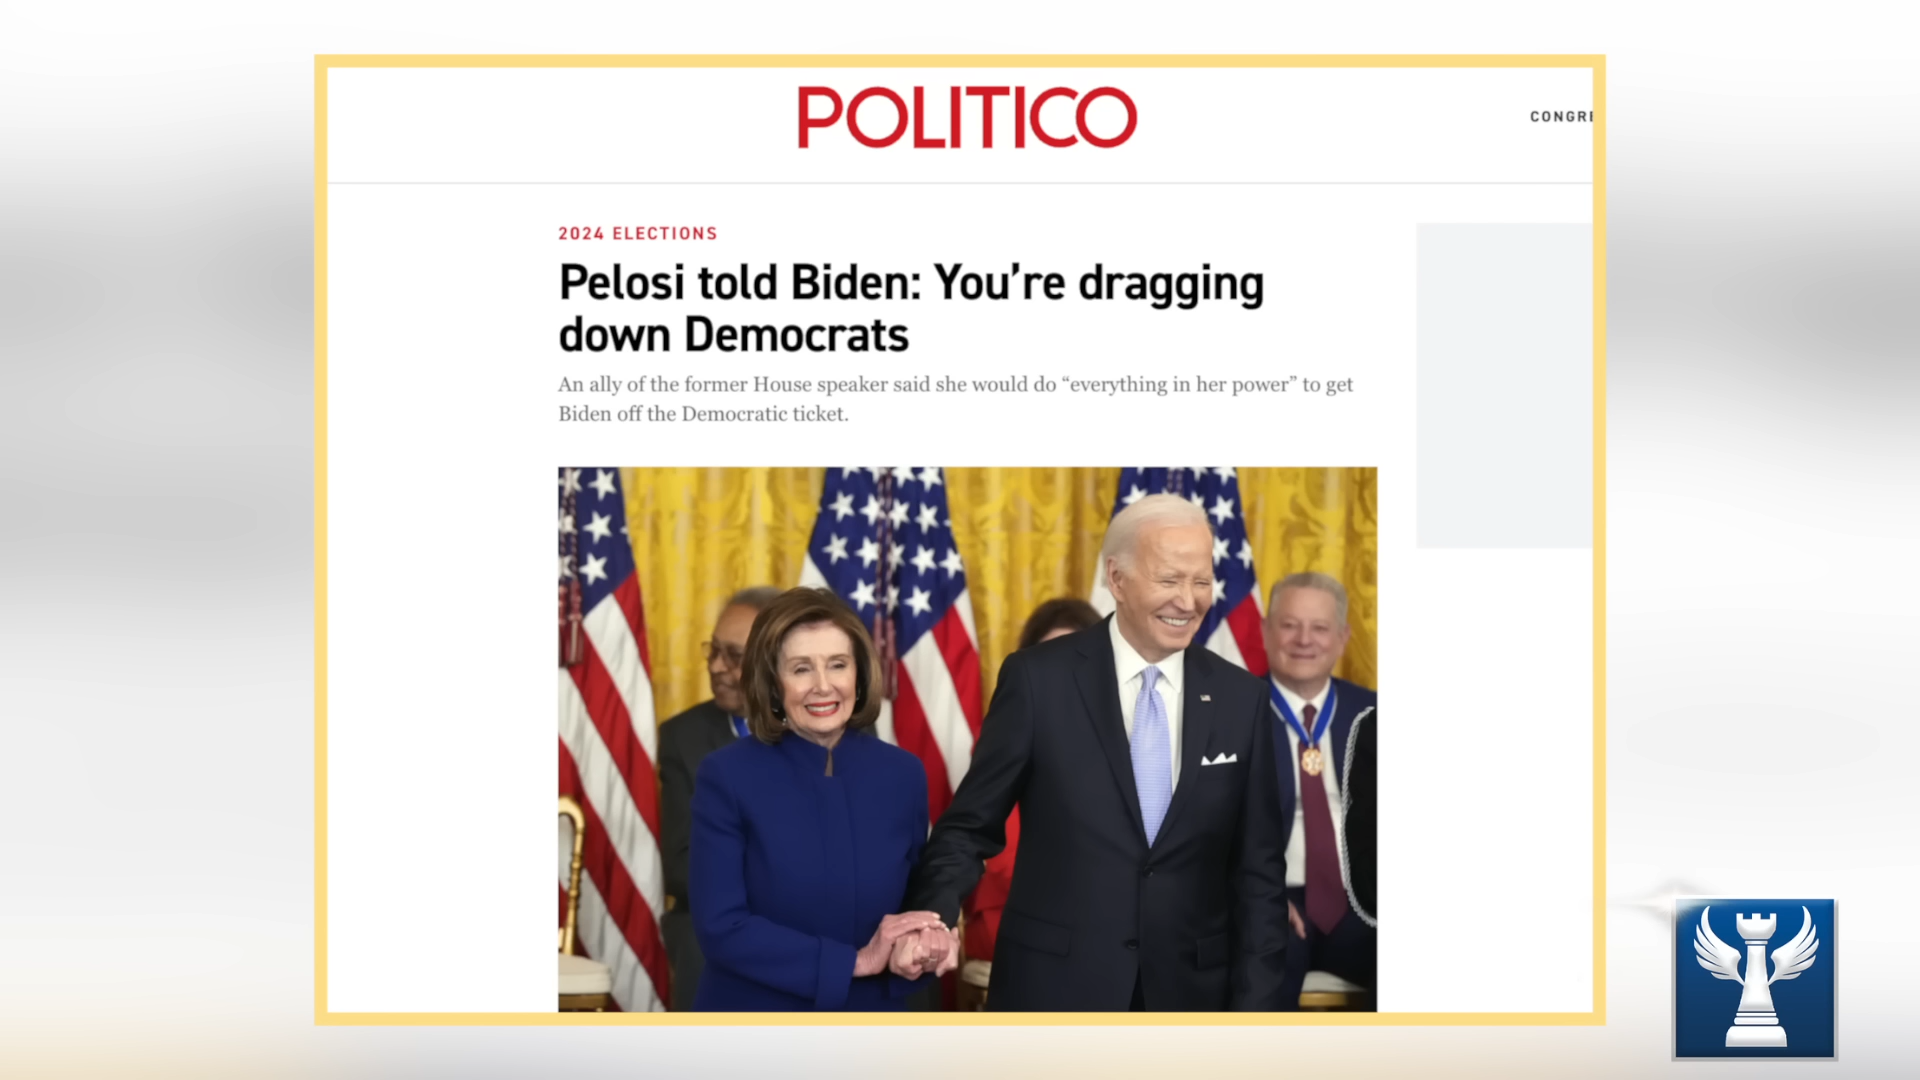 POLITICO
CONGRE
2024 ELECTIONS
Pelosi told Biden: You’re dragging
down Democrats
An ally of the former House speaker said she would do “everything in her power” to get
Biden off the Democratic ticket.